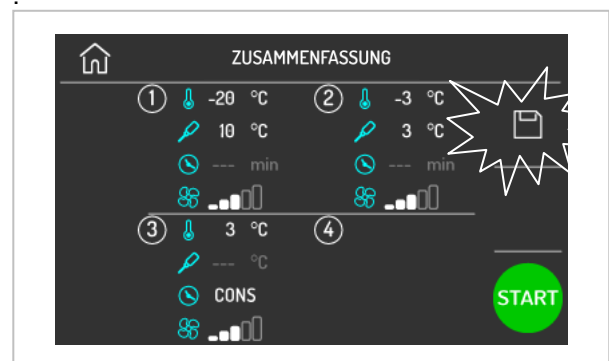 .
ZUSAMMENFASSUNG
1 -20 °C
10 °C
--- min
2 -3 °C
3 °C
--- min
3 3 °C
--- °C
CONS
4
START